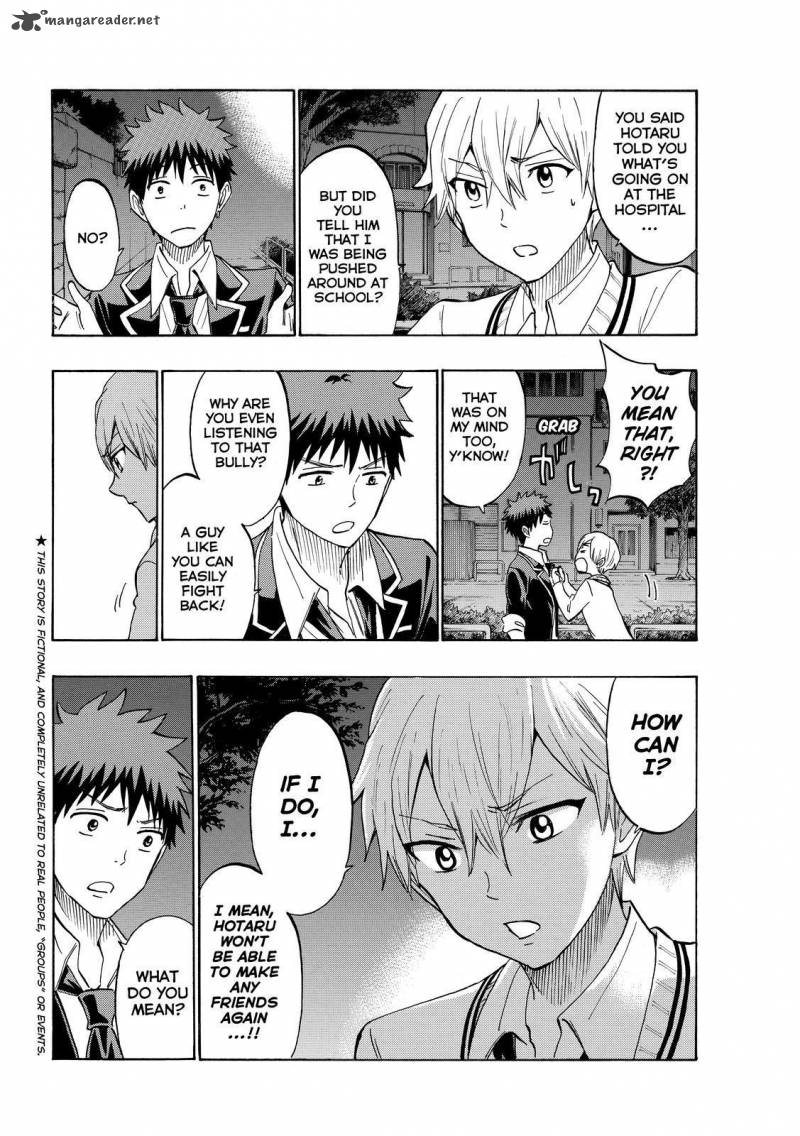 mangareader.net
YOU SAID
HOTARU
TOLD YOU
WHAT'S
GOING ON
AT THE
HOSPITAL
...
BUT DID
YOU
TELL HIM
THAT I
WAS BEING
PUSHED
AROUND AT
SCHOOL?
NO?
YOU
MEAN
THAT,
RIGHT
?!
GRAB
ガシッ
THAT
WAS ON
MY MIND
TOO,
Y'KNOW!
WHY ARE
YOU EVEN
LISTENING
TO THAT
BULLY?
A GUY
LIKE
YOU CAN
EASILY
FIGHT
BACK!
HOW
CAN
I?
IF I
DO,
I...
I MEAN,
HOTARU
WON'T
BE ABLE
TO MAKE
ANY
FRIENDS
AGAIN
...!!
WHAT
DO YOU
MEAN?
★ THIS STORY IS FICTIONAL, AND COMPLETELY UNRELATED TO REAL PEOPLE, "GROUPS" OR EVENTS.